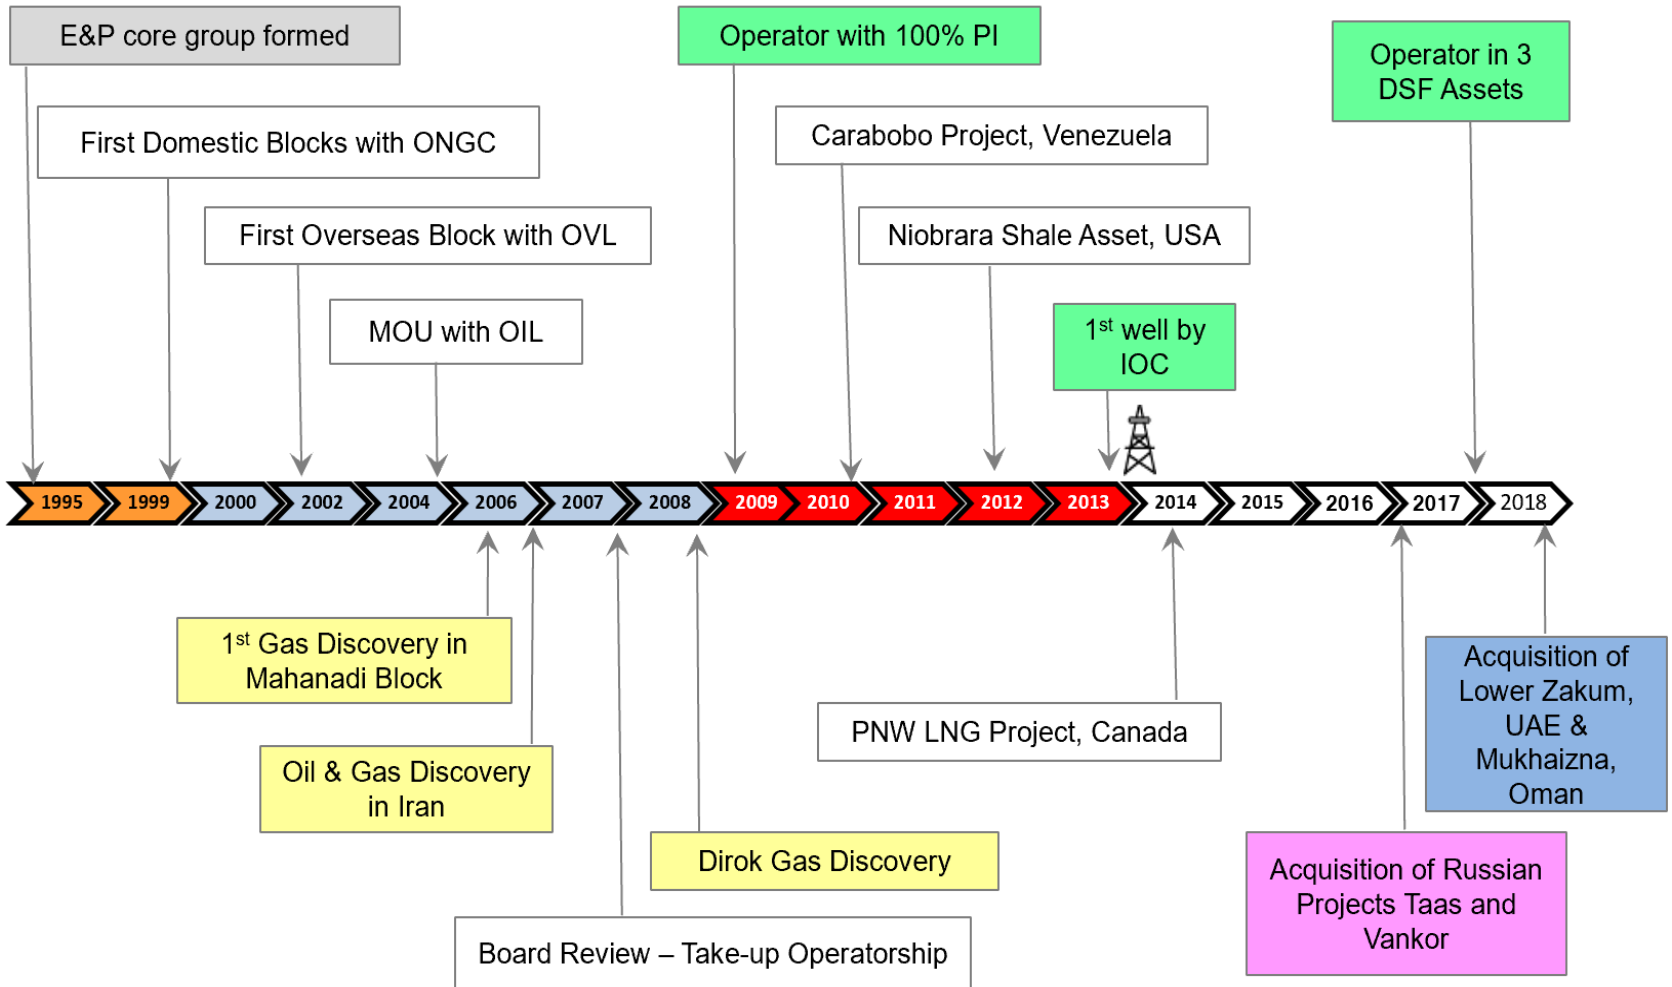 E&P core group formed
Operator with 100% PI
Operator in 3
DSF Assets
First Domestic Blocks with ONGC
Carabobo Project, Venezuela
First Overseas Block with OVL
Niobrara Shale Asset, USA
MOU with OIL
1st well by
IOC
1995 1999 2000 2002 2004 2006 2007 2008 2009 2010 2011 2012 2013 2014 2015 2016 2017 2018
1st Gas Discovery in
Mahanadi Block
Acquisition of
Lower Zakum,
UAE &
Mukhaizna,
Oman
PNW LNG Project, Canada
Oil & Gas Discovery
in Iran
Dirok Gas Discovery
Acquisition of Russian
Projects Taas and
Vankor
Board Review – Take-up Operatorship